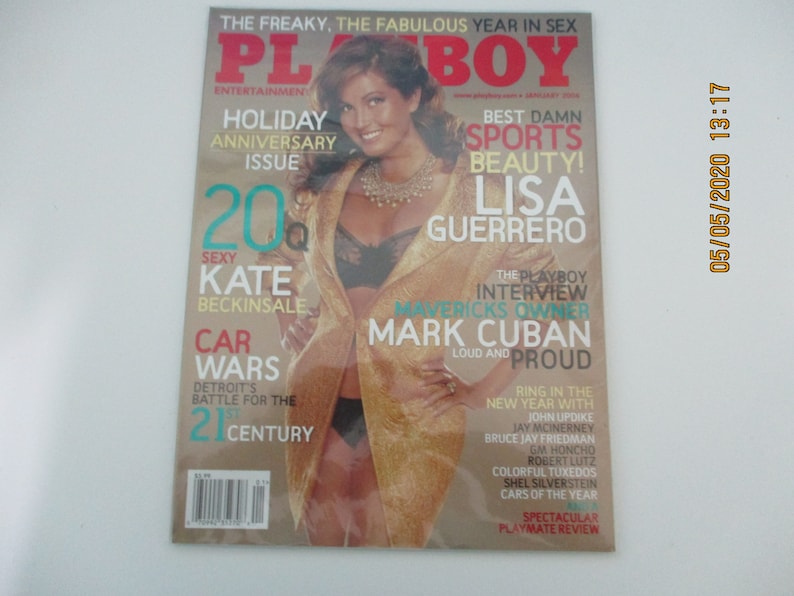 THE FREAKY, THE FABULOUS YEAR IN SEX
PLAYBOY
ENTERTAINMENT
www.playboy.com • JANUARY 2006
HOLIDAY
ANNIVERSARY
ISSUE
20Q
SEXY
KATE
BECKINSALE
CAR
WARS
DETROIT'S
BATTLE FOR THE
21ST
CENTURY
BEST DAMN
SPORTS
BEAUTY!
LISA
GUERRERO
THE PLAYBOY
INTERVIEW
MAVERICKS OWNER
MARK CUBAN
LOUD AND PROUD
RING IN THE
NEW YEAR WITH
JOHN UPDIKE
JAY MCINERNEY
BRUCE JAY FRIEDMAN
GM HONCHO
ROBERT LUTZ
COLORFUL TUXEDOS
SHEL SILVERSTEIN
CARS OF THE YEAR
AND A
SPECTACULAR
PLAYMATE REVIEW
$5.99
05/05/2020 13:17